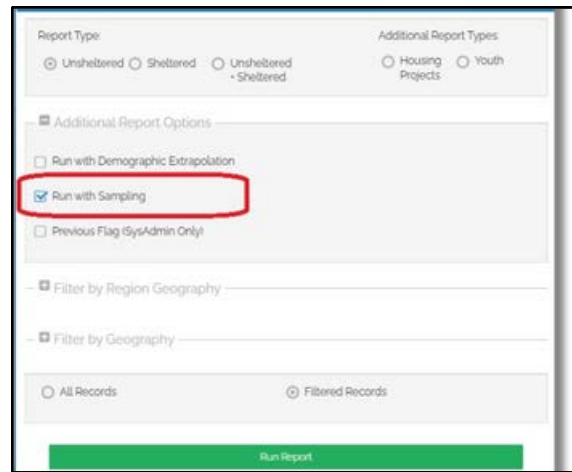 Report Type:
Additional Report Types:
Unsheltered Sheltered Unsheltered + Sheltered
Housing Projects Youth
Additional Report Options
Run with Demographic Extrapolation
Run with Sampling
Previous Flag (SysAdmin Only)
Filter by Region Geography
Filter by Geography
All Records Filtered Records
Run Report